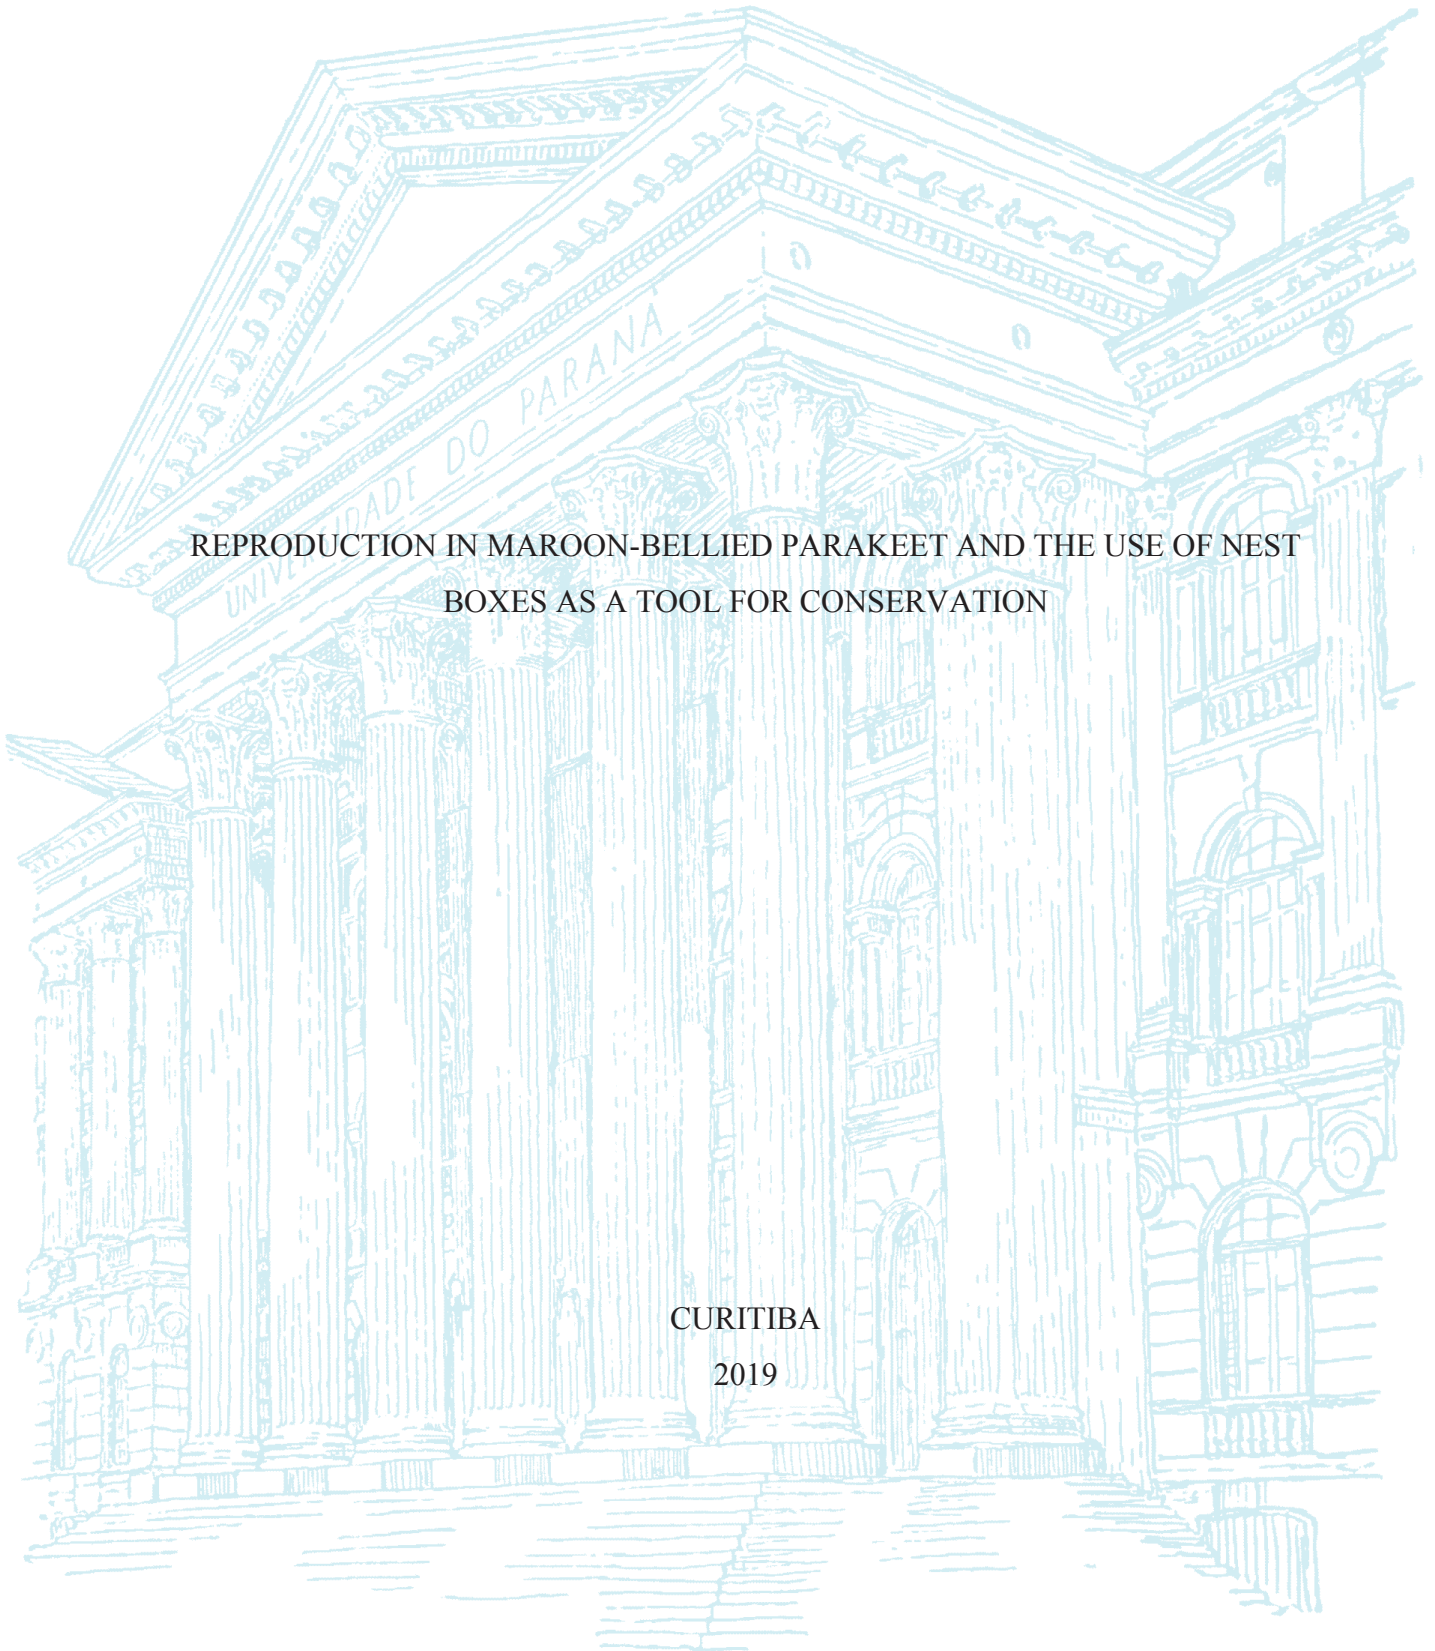 UNIVERSIDADE DO PARANÁ
REPRODUCTION IN MAROON-BELLIED PARAKEET AND THE USE OF NEST
BOXES AS A TOOL FOR CONSERVATION
CURITIBA
2019